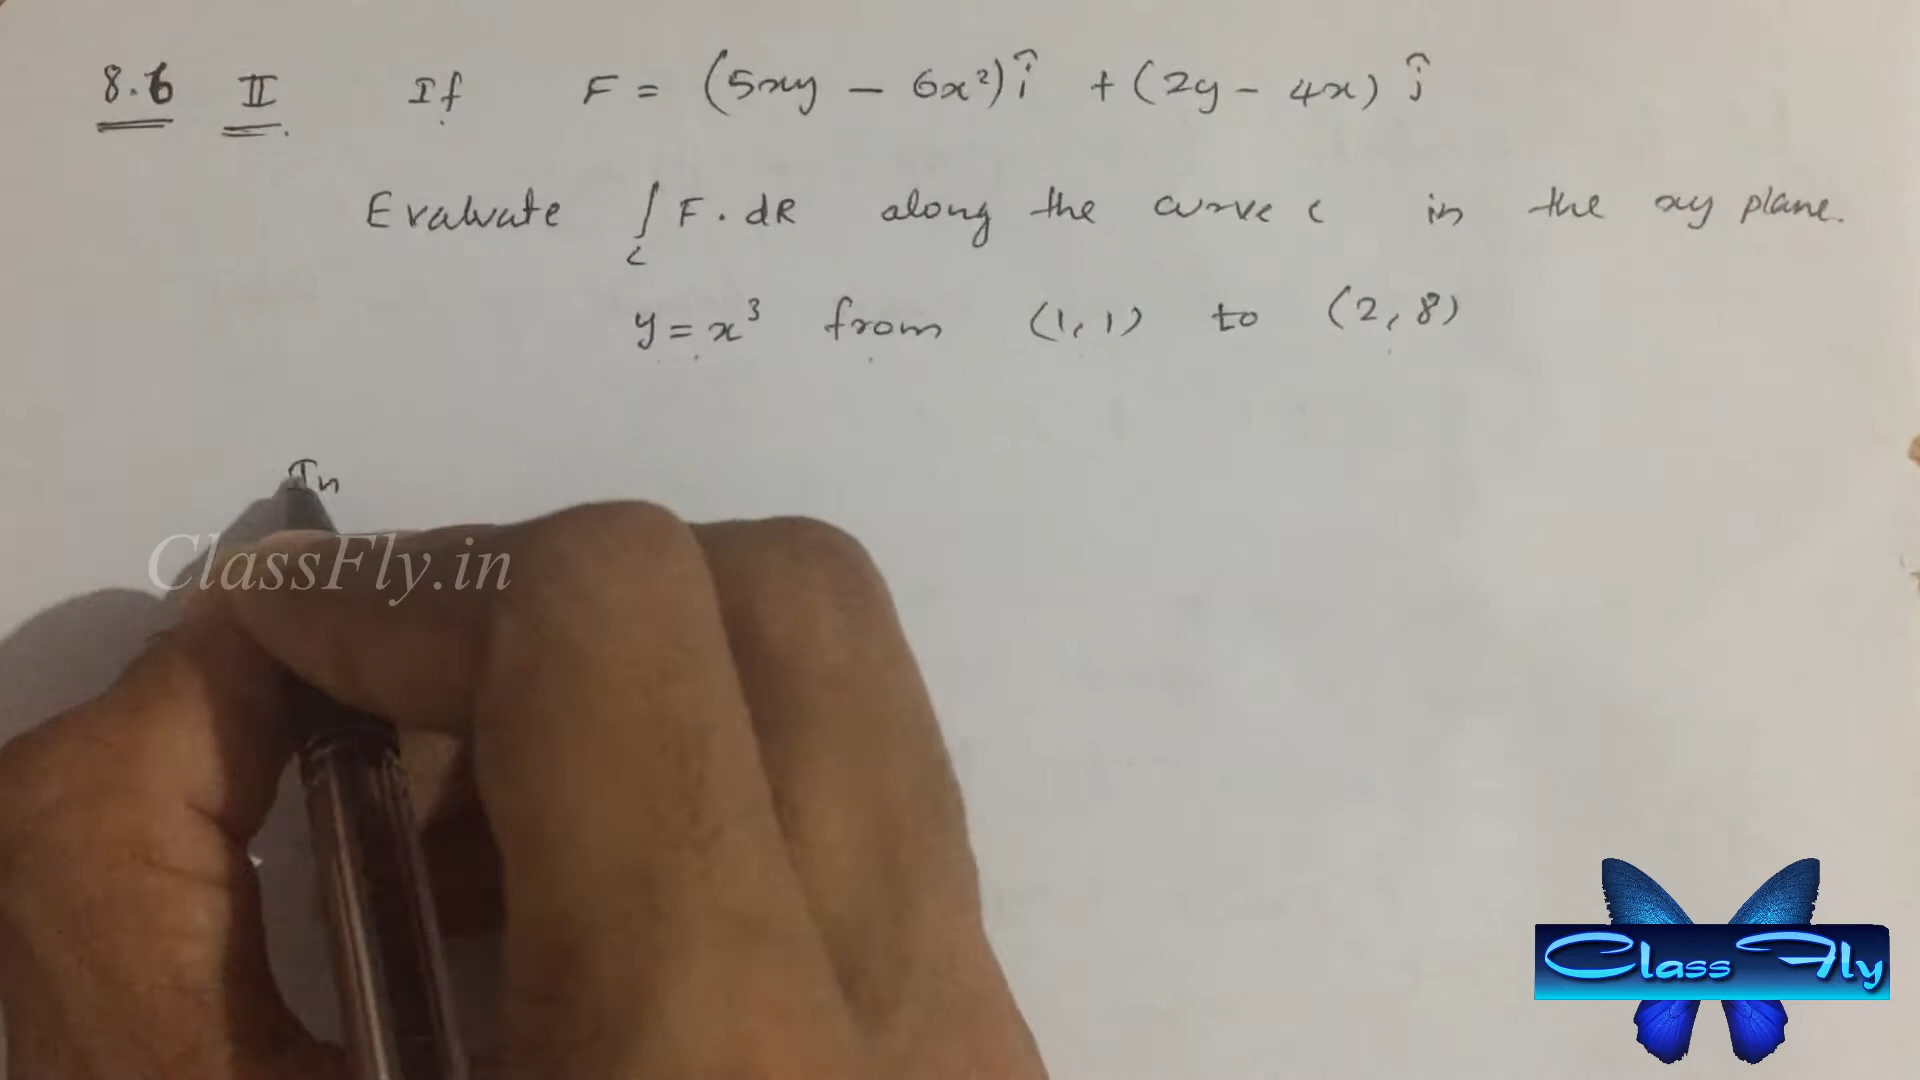 8.6 II If F = (5xy - 6x²) î + (2y - 4x) ĵ
Evaluate ∫c F . dR along the curve c in the xy plane.
y = x³ from (1,1) to (2,8)
In
ClassFly.in
Class Fly